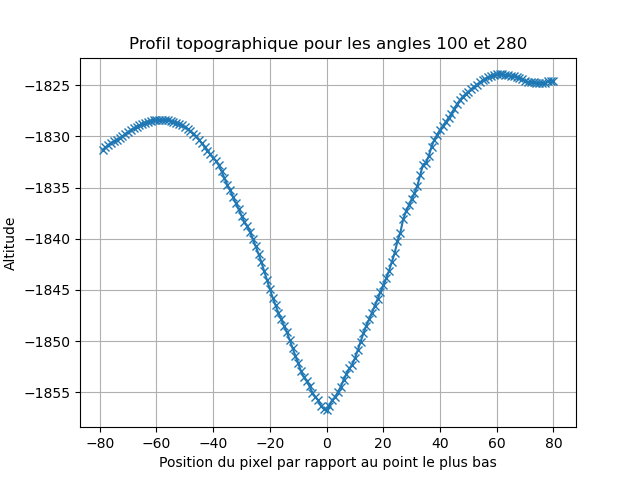 Profil topographique pour les angles 100 et 280
−1825
−1830
−1835
−1840
−1845
−1850
−1855
Altitude
−80 −60 −40 −20 0 20 40 60 80
Position du pixel par rapport au point le plus bas